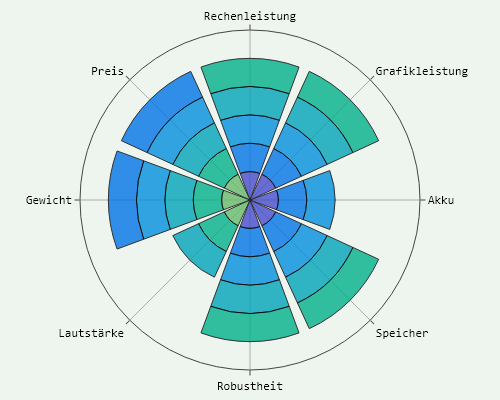 Rechenleistung
Preis
Grafikleistung
Gewicht
Akku
Lautstärke
Speicher
Robustheit